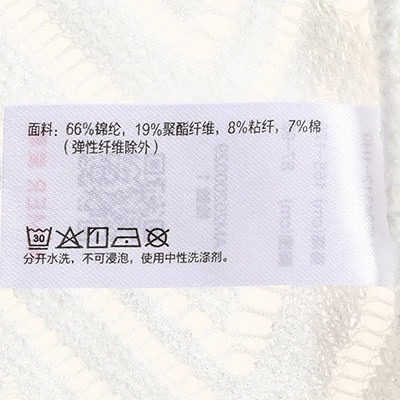 面料：66%锦纶，19%聚酯纤维，8%粘纤，7%棉
（弹性纤维除外）
30
分开水洗，不可浸泡，使用中性洗涤剂。